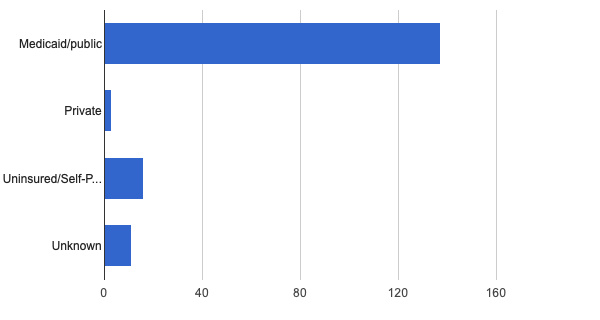 Medicaid/public
Private
Uninsured/Self-P...
Unknown
0 40 80 120 160